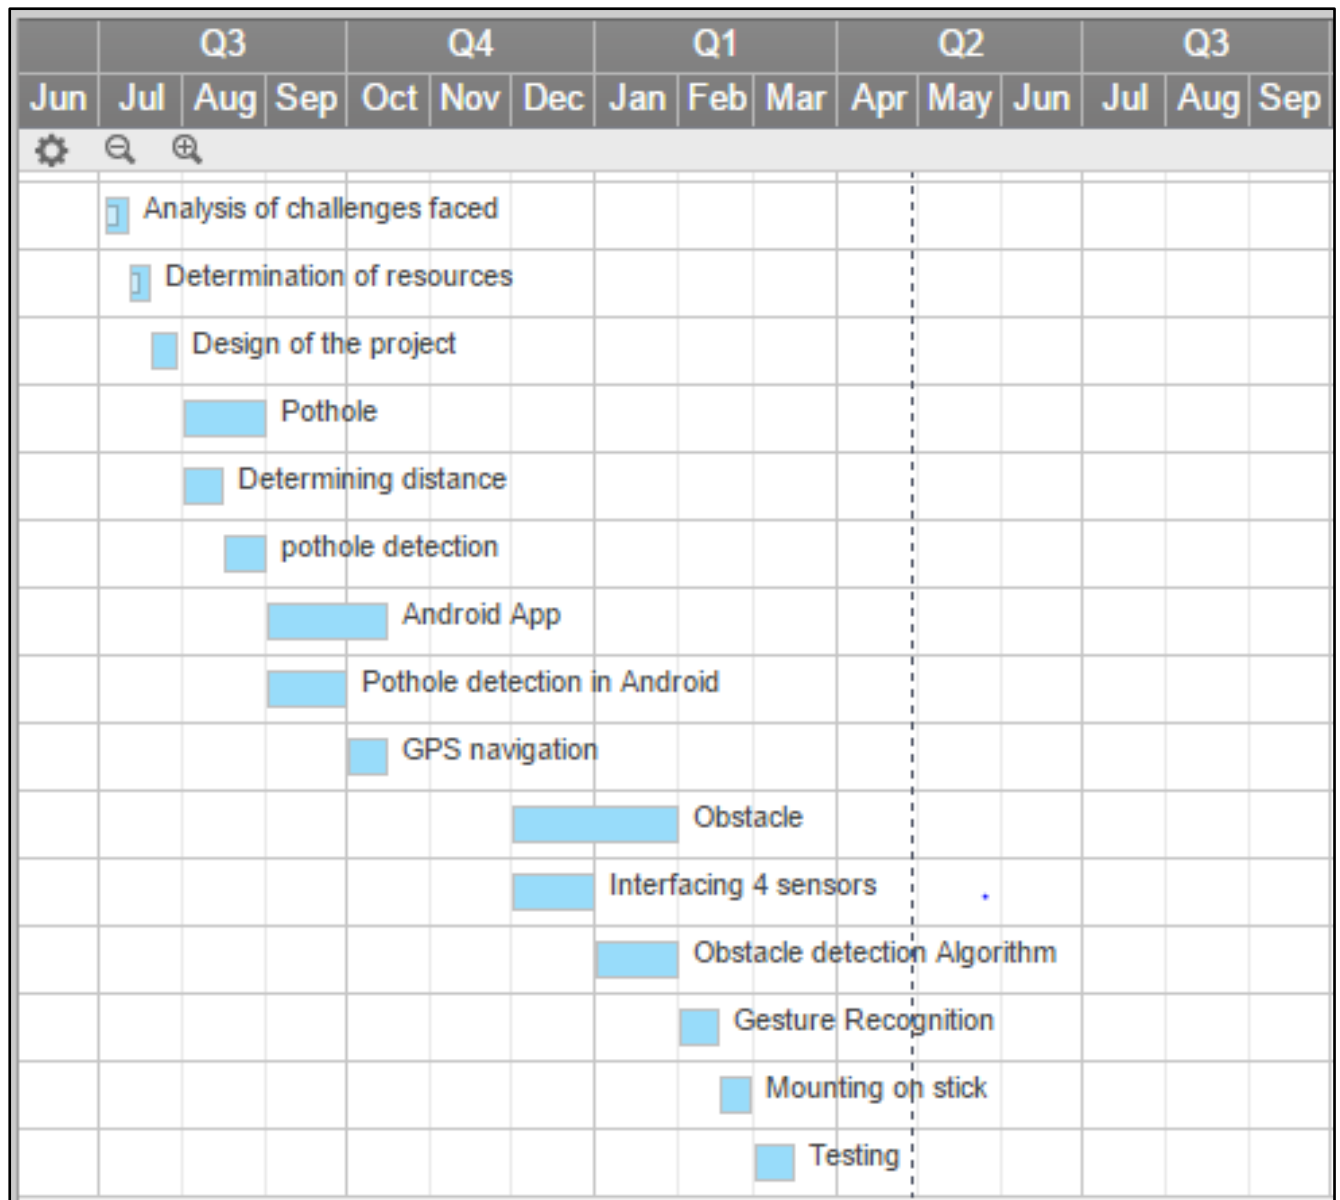 Q3 Q4 Q1 Q2 Q3
Jun Jul Aug Sep Oct Nov Dec Jan Feb Mar Apr May Jun Jul Aug Sep
Analysis of challenges faced
Determination of resources
Design of the project
Pothole
Determining distance
pothole detection
Android App
Pothole detection in Android
GPS navigation
Obstacle
Interfacing 4 sensors
Obstacle detection Algorithm
Gesture Recognition
Mounting on stick
Testing